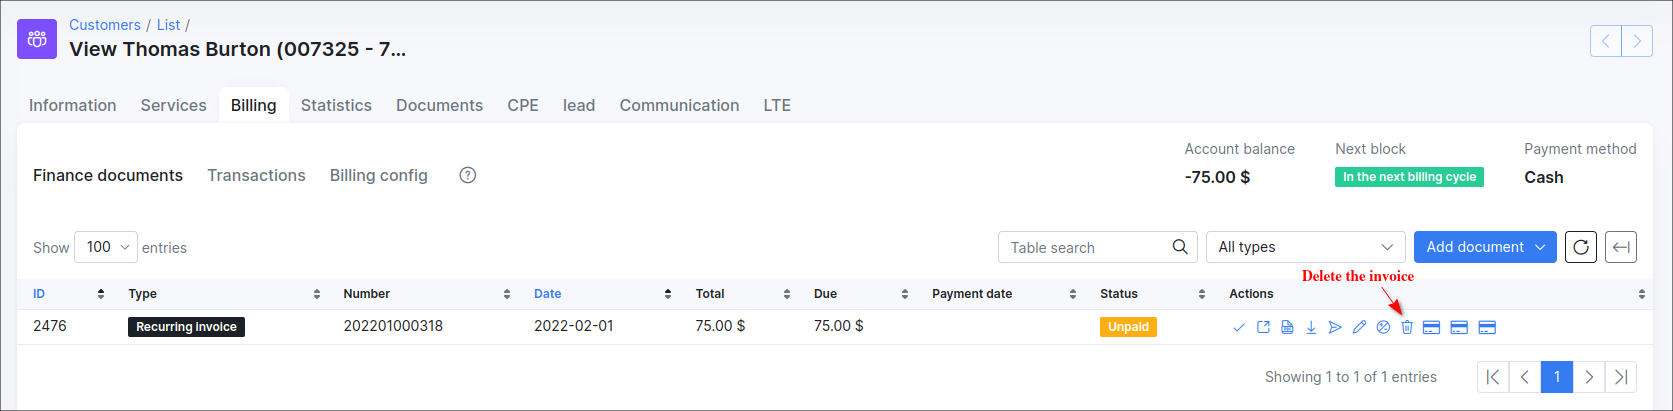 Customers / List /
View Thomas Burton (007325 - 7...
Information Services Billing Statistics Documents CPE lead Communication LTE
Account balance Next block Payment method
Finance documents Transactions Billing config ?
-75.00 $ In the next billing cycle Cash
Show 100 entries Table search All types Add document
Delete the invoice
ID Type Number Date Total Due Payment date Status Actions
2476 Recurring invoice 202201000318 2022-02-01 75.00 $ 75.00 $ Unpaid
Showing 1 to 1 of 1 entries 1